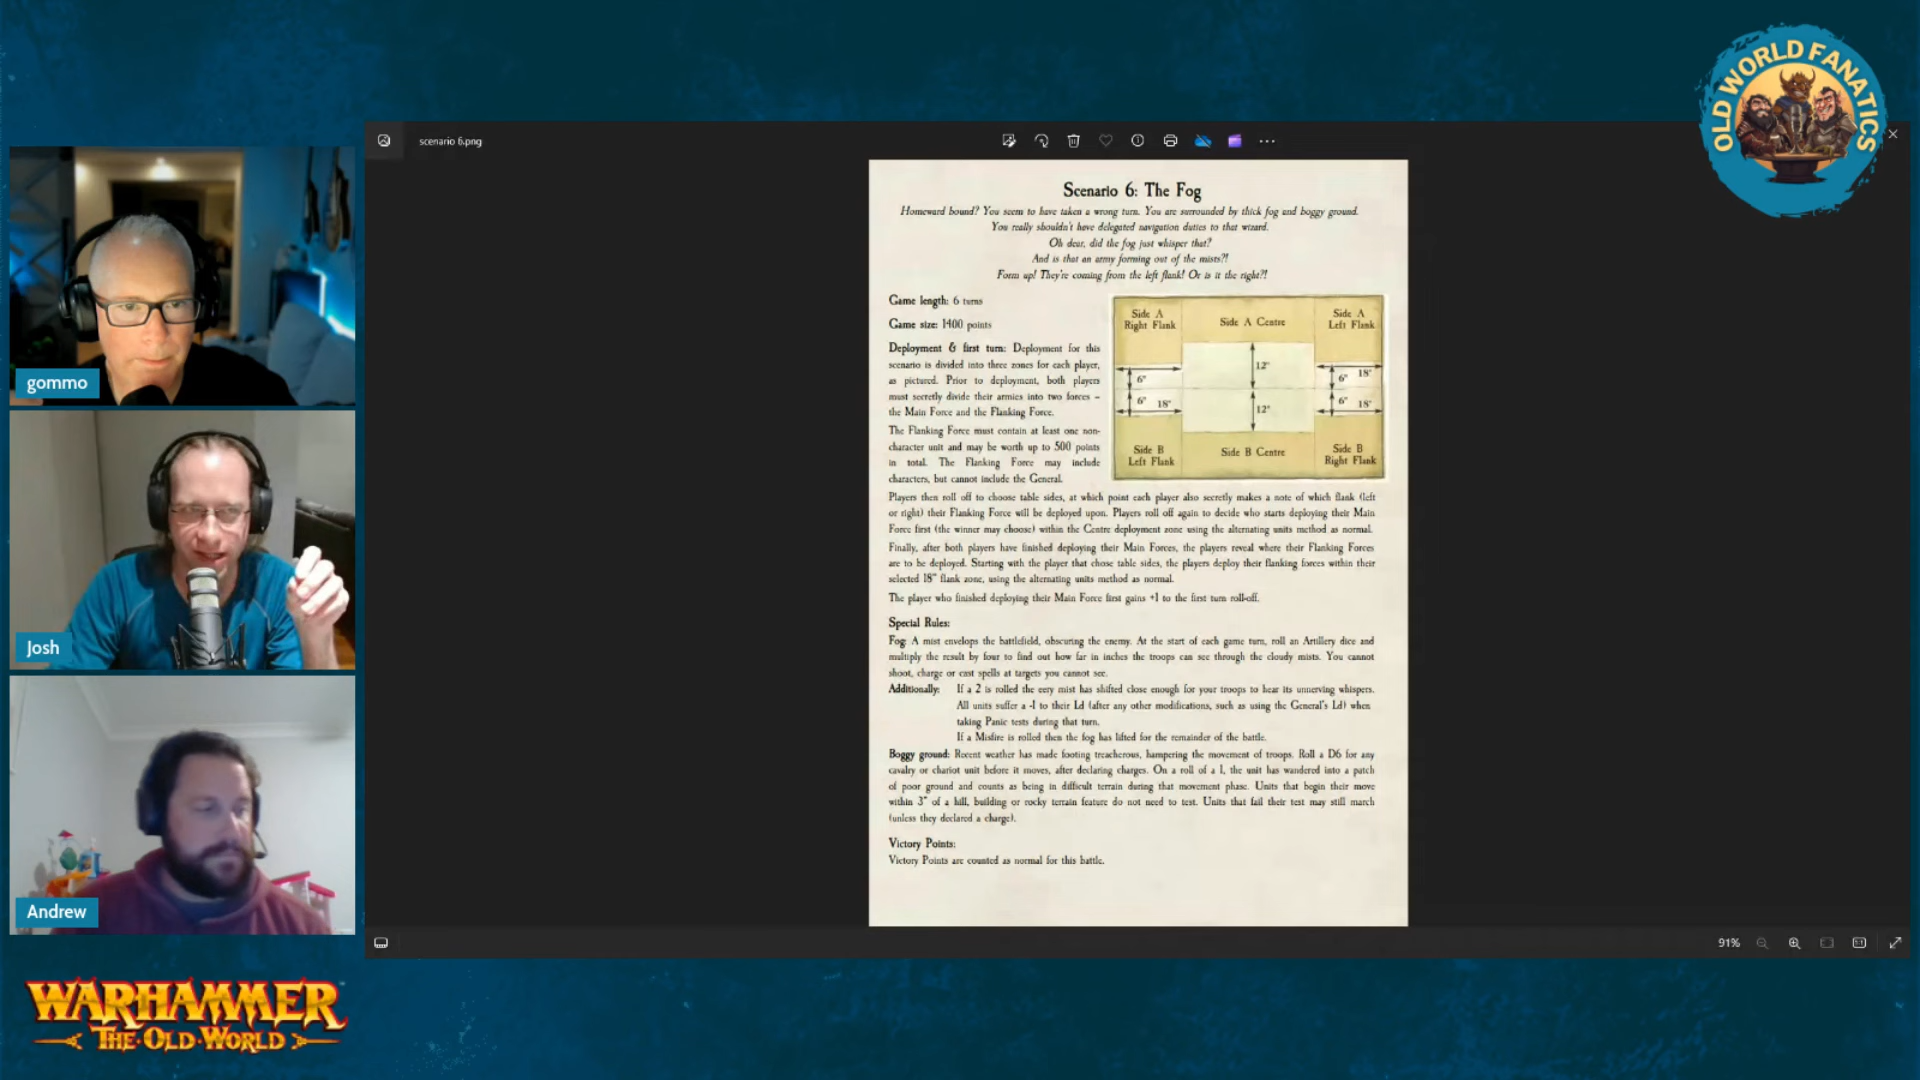 OLD WORLD FANATICS
scenario 6.png
Scenario 6: The Fog
Homeward bound? You seem to have taken a wrong turn. You are surrounded by thick fog and boggy ground.
You really shouldn't have delegated navigation duties to that wizard.
Oh dear, did the fog just whisper that?
And is that an army forming out of the mists?!
Form up! They're coming from the left flank! Or is it the right?!
Game length: 6 turns
Game size: 1400 points
Deployment & first turn: Deployment for this
scenario is divided into three zones for each player,
as pictured. Prior to deployment, both players
must secretly divide their armies into two forces –
the Main Force and the Flanking Force.
The Flanking Force must contain at least one non-
character unit and may be worth up to 500 points
in total. The Flanking Force may include
characters, but cannot include the General.
Side A
Right Flank
Side A Centre
Side A
Left Flank
12"
6"
6" 18"
6" 18"
12"
6" 18"
Side B
Left Flank
Side B Centre
Side B
Right Flank
Players then roll off to choose table sides, at which point each player also secretly makes a note of which flank (left
or right) their Flanking Force will be deployed upon. Players roll off again to decide who starts deploying their Main
Force first (the winner may choose) within the Centre deployment zone using the alternating units method as normal.
Finally, after both players have finished deploying their Main Forces, the players reveal where their Flanking Forces
are to be deployed. Starting with the player that chose table sides, the players deploy their flanking forces within their
selected 18" flank zone, using the alternating units method as normal.
The player who finished deploying their Main Force first gains +1 to the first turn roll-off.
Special Rules:
Fog: A mist envelops the battlefield, obscuring the enemy. At the start of each game turn, roll an Artillery dice and
multiply the result by four to find out how far in inches the troops can see through the cloudy mists. You cannot
shoot, charge or cast spells at targets you cannot see.
Additionally: If a 2 is rolled the eery mist has shifted close enough for your troops to hear its unnerving whispers.
All units suffer a -1 to their Ld (after any other modifications, such as using the General's Ld) when
taking Panic tests during that turn.
If a Misfire is rolled then the fog has lifted for the remainder of the battle.
Boggy ground: Recent weather has made footing treacherous, hampering the movement of troops. Roll a D6 for any
cavalry or chariot unit before it moves, after declaring charges. On a roll of a 1, the unit has wandered into a patch
of poor ground and counts as being in difficult terrain during that movement phase. Units that begin their move
within 3" of a hill, building or rocky terrain feature do not need to test. Units that fail their test may still march
(unless they declared a charge).
Victory Points:
Victory Points are counted as normal for this battle.
91%
gommo
Josh
Andrew
WARHAMMER
THE OLD WORLD